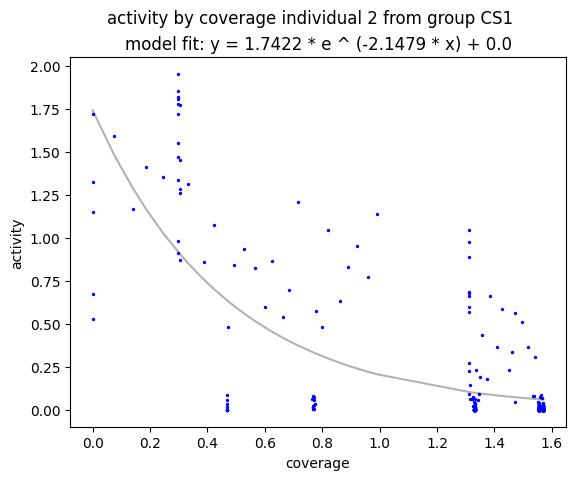 activity by coverage individual 2 from group CS1
model fit: y = 1.7422 * e ^ (-2.1479 * x) + 0.0
2.00
1.75
1.50
1.25
1.00
0.75
0.50
0.25
0.00
activity
0.0 0.2 0.4 0.6 0.8 1.0 1.2 1.4 1.6
coverage